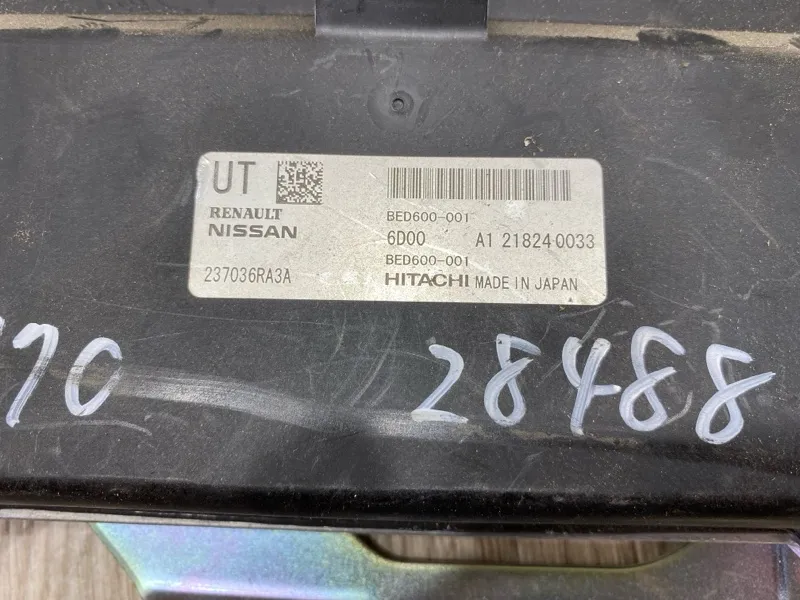 UT
RENAULT
NISSAN
237036RA3A
BED600-001
6D00 A1 218240033
BED600-001
HITACHI MADE IN JAPAN
28488